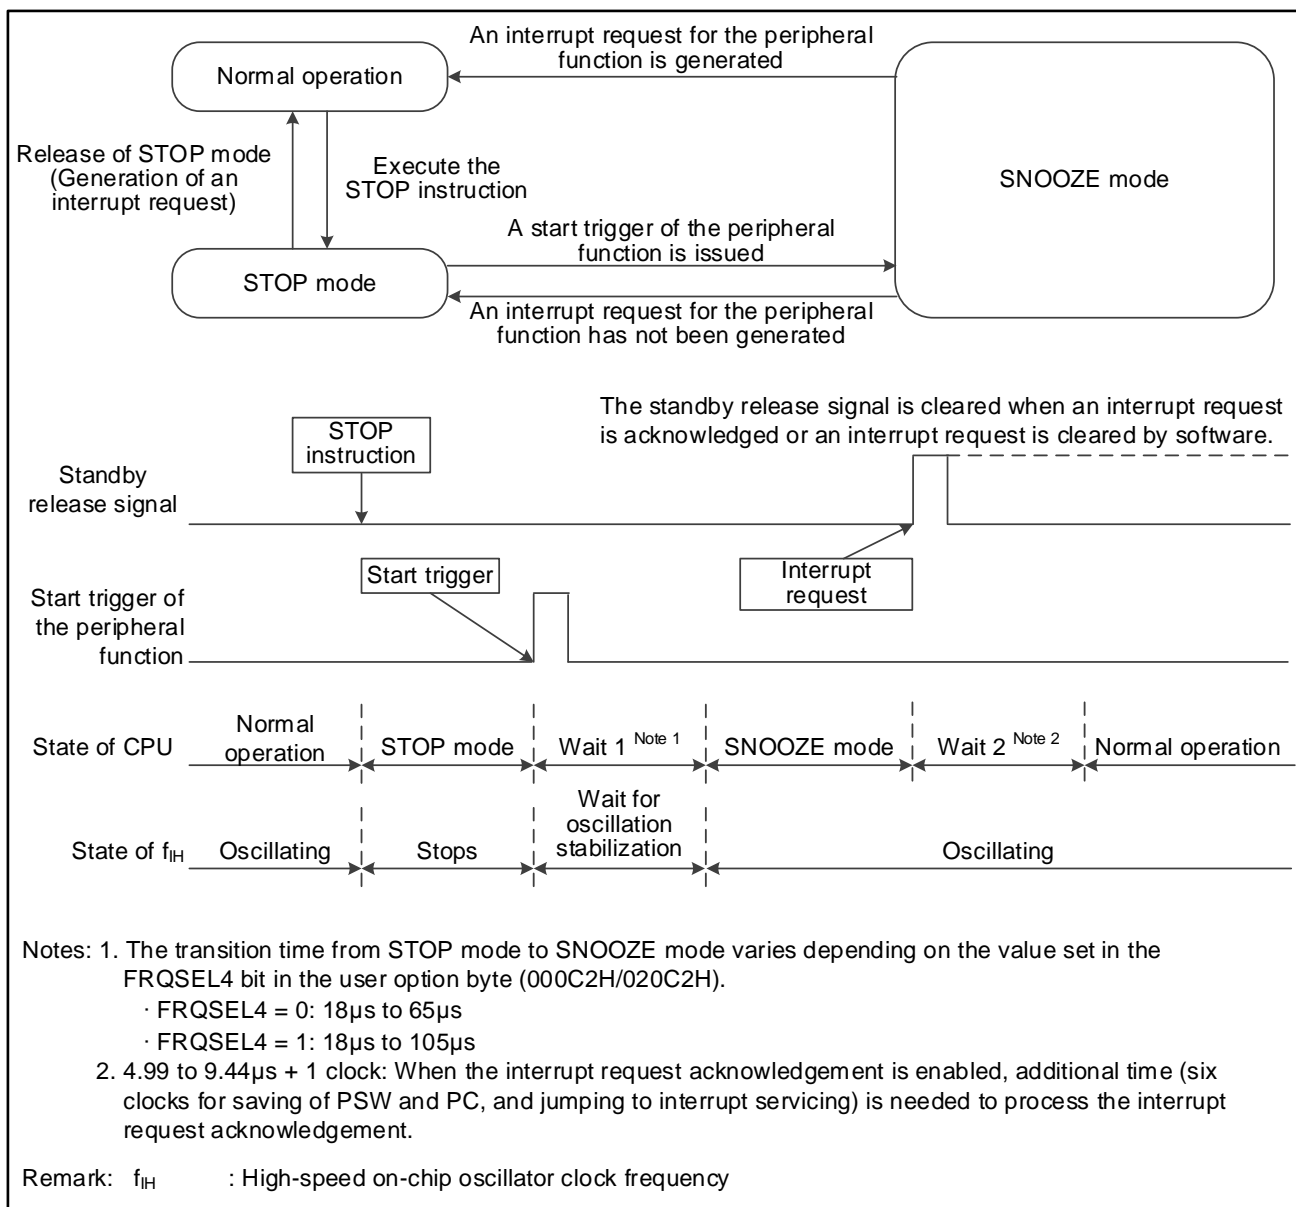 An interrupt request for the peripheral
function is generated
Normal operation
Release of STOP mode
(Generation of an
interrupt request)
Execute the
STOP instruction
SNOOZE mode
A start trigger of the peripheral
function is issued
STOP mode
An interrupt request for the peripheral
function has not been generated
The standby release signal is cleared when an interrupt request
is acknowledged or an interrupt request is cleared by software.
STOP
instruction
Standby
release signal
Start trigger
Interrupt
request
Start trigger of
the peripheral
function
State of CPU
Normal
operation
STOP mode
Wait 1 Note 1
SNOOZE mode
Wait 2 Note 2
Normal operation
State of fIH
Oscillating
Stops
Wait for
oscillation
stabilization
Oscillating
Notes: 1. The transition time from STOP mode to SNOOZE mode varies depending on the value set in the
FRQSEL4 bit in the user option byte (000C2H/020C2H).
· FRQSEL4 = 0: 18µs to 65µs
· FRQSEL4 = 1: 18µs to 105µs
2. 4.99 to 9.44µs + 1 clock: When the interrupt request acknowledgement is enabled, additional time (six
clocks for saving of PSW and PC, and jumping to interrupt servicing) is needed to process the interrupt
request acknowledgement.
Remark: fIH : High-speed on-chip oscillator clock frequency